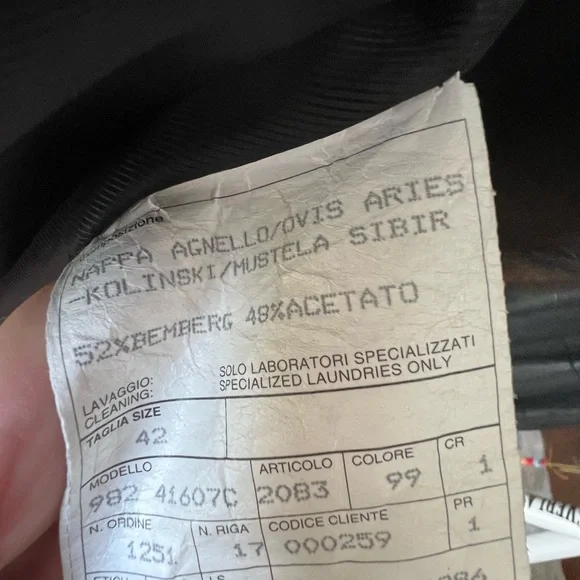 NAPPA AGNELLO/OVIS ARIES
-KOLINSKI/MUSTELA SIBIR
52%BEMBERG 48%ACETATO
LAVAGGIO: SOLO LABORATORI SPECIALIZZATI
CLEANING: SPECIALIZED LAUNDRIES ONLY
TAGLIA SIZE
42
MODELLO ARTICOLO COLORE CR
982 41607C 2083 99 1
N. ORDINE N. RIGA CODICE CLIENTE PR
1251 17 000259 1